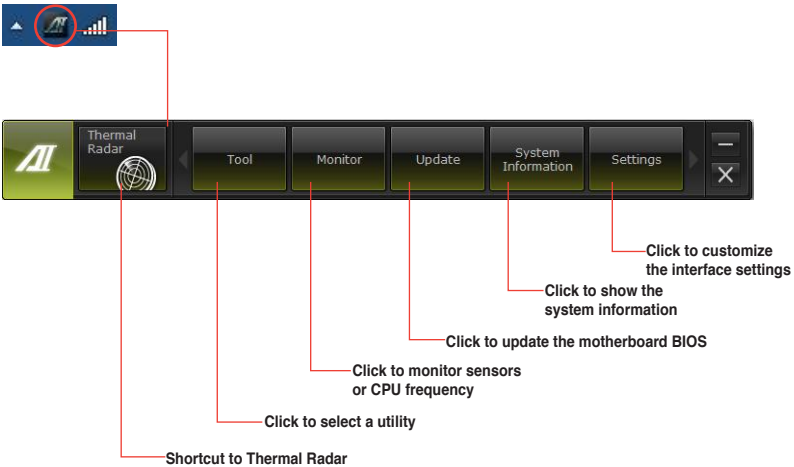 Thermal
Radar
Tool
Monitor
Update
System
Information
Settings
Click to customize
the interface settings
Click to show the
system information
Click to update the motherboard BIOS
Click to monitor sensors
or CPU frequency
Click to select a utility
Shortcut to Thermal Radar